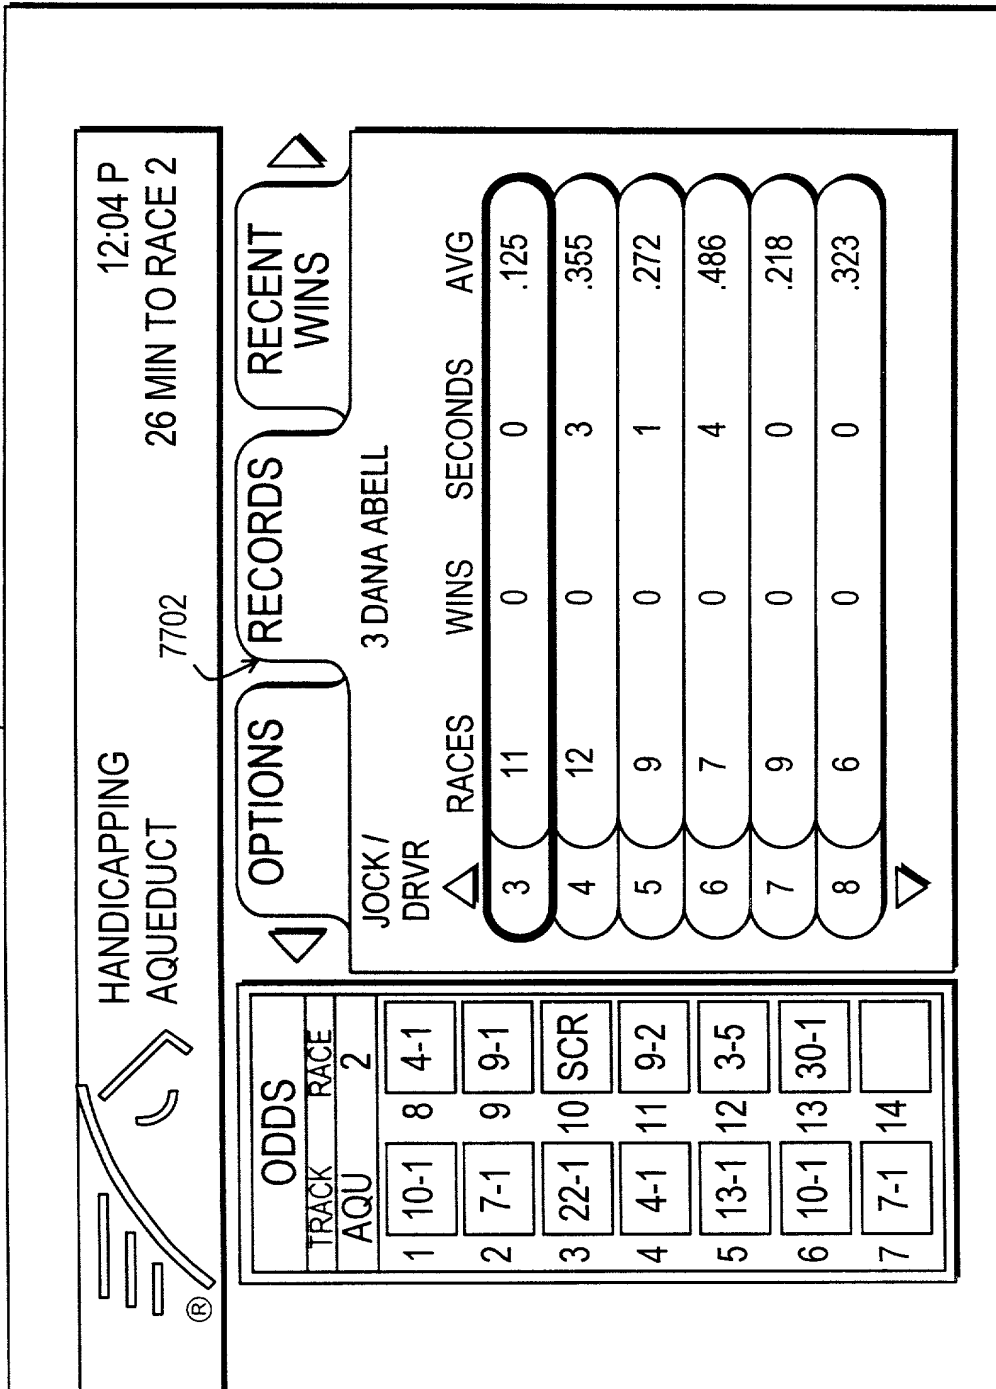 HANDICAPPING 12:04 P
AQUEDUCT 26 MIN TO RACE 2
®
7702
ODDS
TRACK RACE
AQU 2
1 10-1 8 4-1
2 7-1 9 9-1
3 22-1 10 SCR
4 4-1 11 9-2
5 13-1 12 3-5
6 10-1 13 30-1
7 7-1 14
OPTIONS RECORDS RECENT
WINS
JOCK / 3 DANA ABELL
DRVR RACES WINS SECONDS AVG
3 11 0 0 .125
4 12 0 3 .355
5 9 0 1 .272
6 7 0 4 .486
7 9 0 0 .218
8 6 0 0 .323